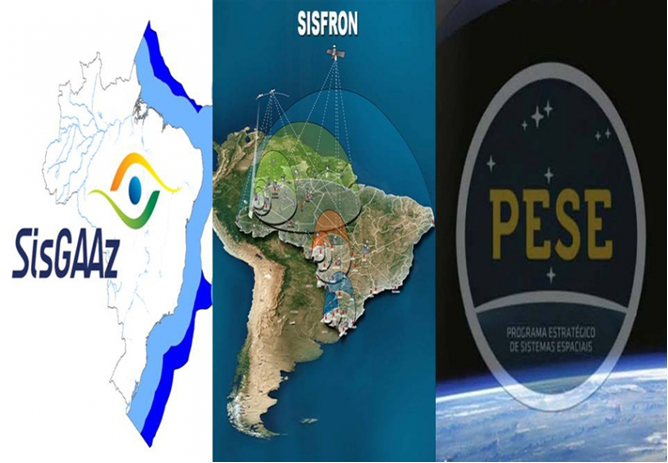 SisGAAz
SISFRON
PESE
PROGRAMA ESTRATÉGICO
DE SISTEMAS ESPACIAIS